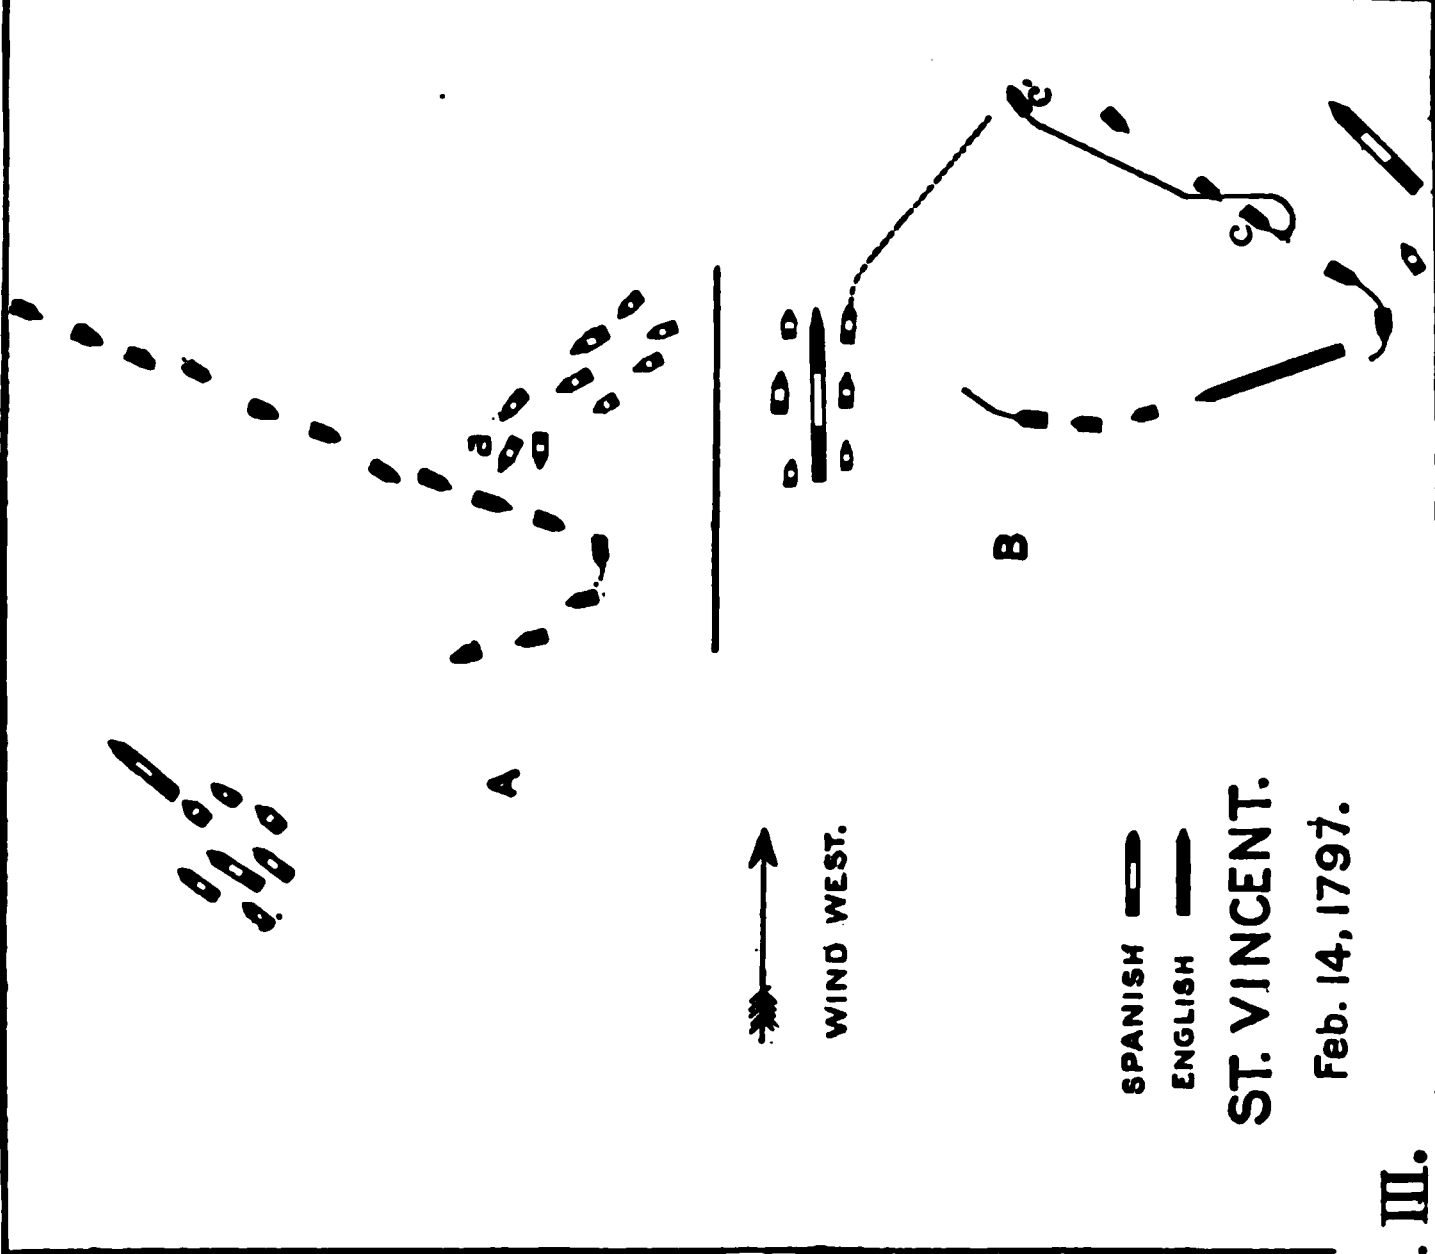 III.
A
a
WIND WEST.
B
C
C'
SPANISH
ENGLISH
ST. VINCENT.
Feb. 14, 1797.